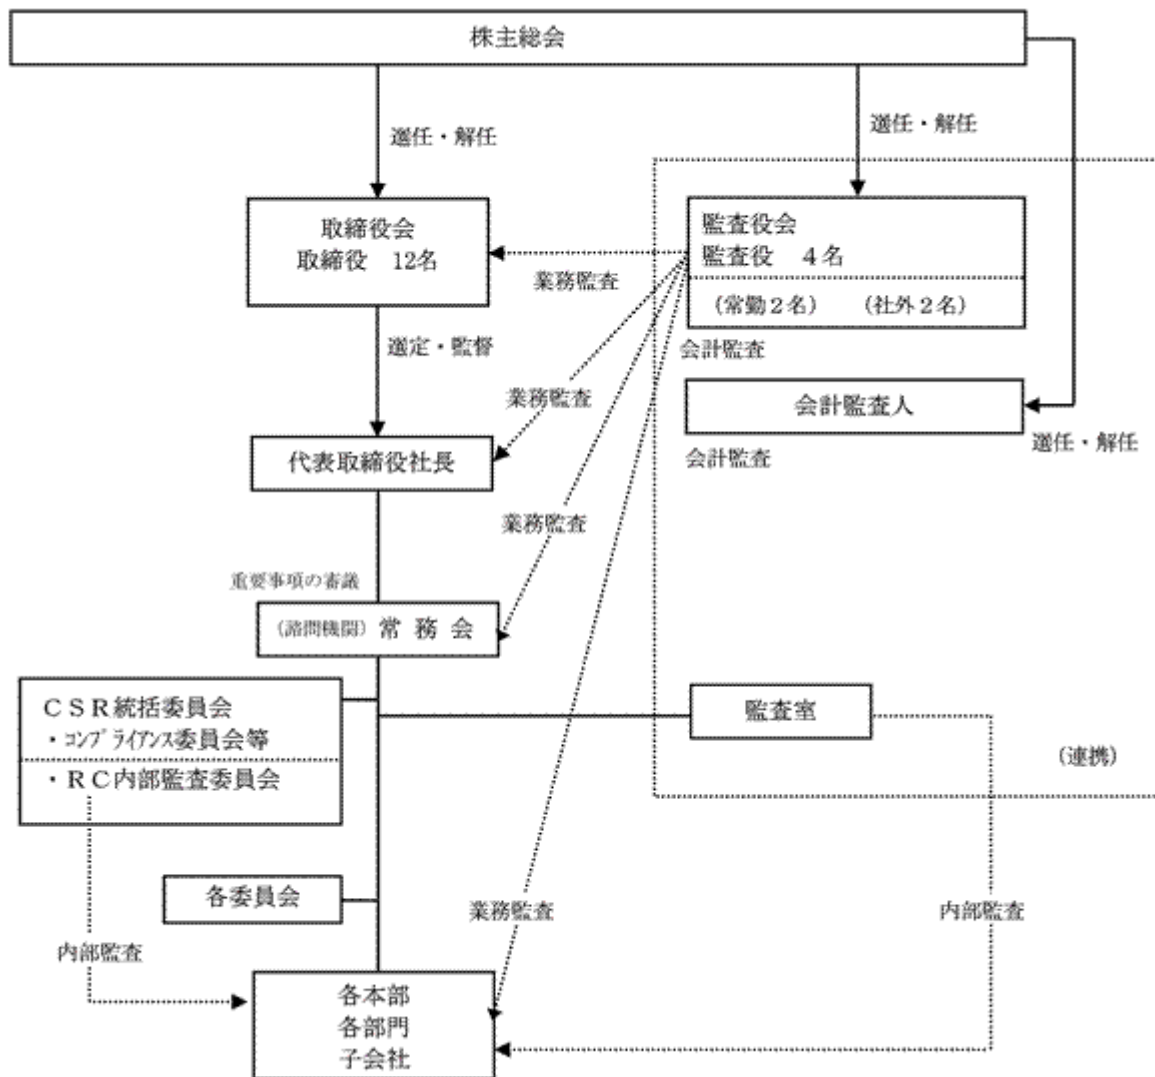 株主総会
選任・解任
選任・解任
取締役会
取締役 12名
監査役会
監査役 4名
(常勤2名) (社外2名)
業務監査
選定・監督
会計監査
業務監査
会計監査人
選任・解任
代表取締役社長
会計監査
業務監査
重要事項の審議
(諮問機関) 常務会
CSR統括委員会
・コンプライアンス委員会等
・RC内部監査委員会
監査室
(連携)
各委員会
業務監査
内部監査
内部監査
各本部
各部門
子会社